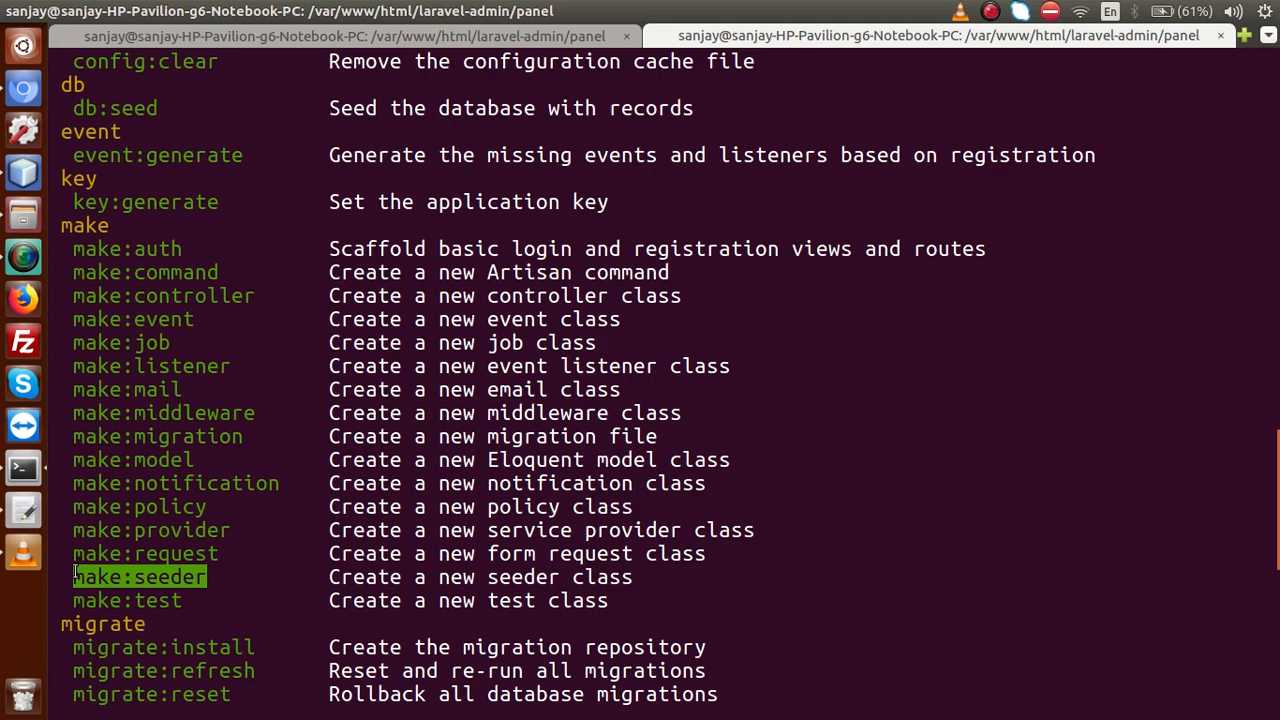 sanjay@sanjay-HP-Pavilion-g6-Notebook-PC: /var/www/html/laravel-admin/panel
En
(61%)
sanjay@sanjay-HP-Pavilion-g6-Notebook-PC: /var/www/html/laravel-admin/panel ×
sanjay@sanjay-HP-Pavilion-g6-Notebook-PC: /var/www/html/laravel-admin/panel ×
config:clear Remove the configuration cache file
db
db:seed Seed the database with records
event
event:generate Generate the missing events and listeners based on registration
key
key:generate Set the application key
make
make:auth Scaffold basic login and registration views and routes
make:command Create a new Artisan command
make:controller Create a new controller class
make:event Create a new event class
make:job Create a new job class
make:listener Create a new event listener class
make:mail Create a new email class
make:middleware Create a new middleware class
make:migration Create a new migration file
make:model Create a new Eloquent model class
make:notification Create a new notification class
make:policy Create a new policy class
make:provider Create a new service provider class
make:request Create a new form request class
make:seeder Create a new seeder class
make:test Create a new test class
migrate
migrate:install Create the migration repository
migrate:refresh Reset and re-run all migrations
migrate:reset Rollback all database migrations